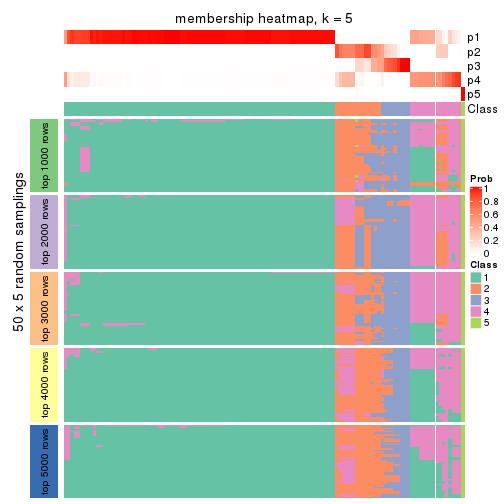 membership heatmap, k = 5
p1
p2
p3
p4
p5
Class
50 x 5 random samplings
top 1000 rows
top 2000 rows
top 3000 rows
top 4000 rows
top 5000 rows
Prob
1
0.8
0.6
0.4
0.2
0
Class
1
2
3
4
5